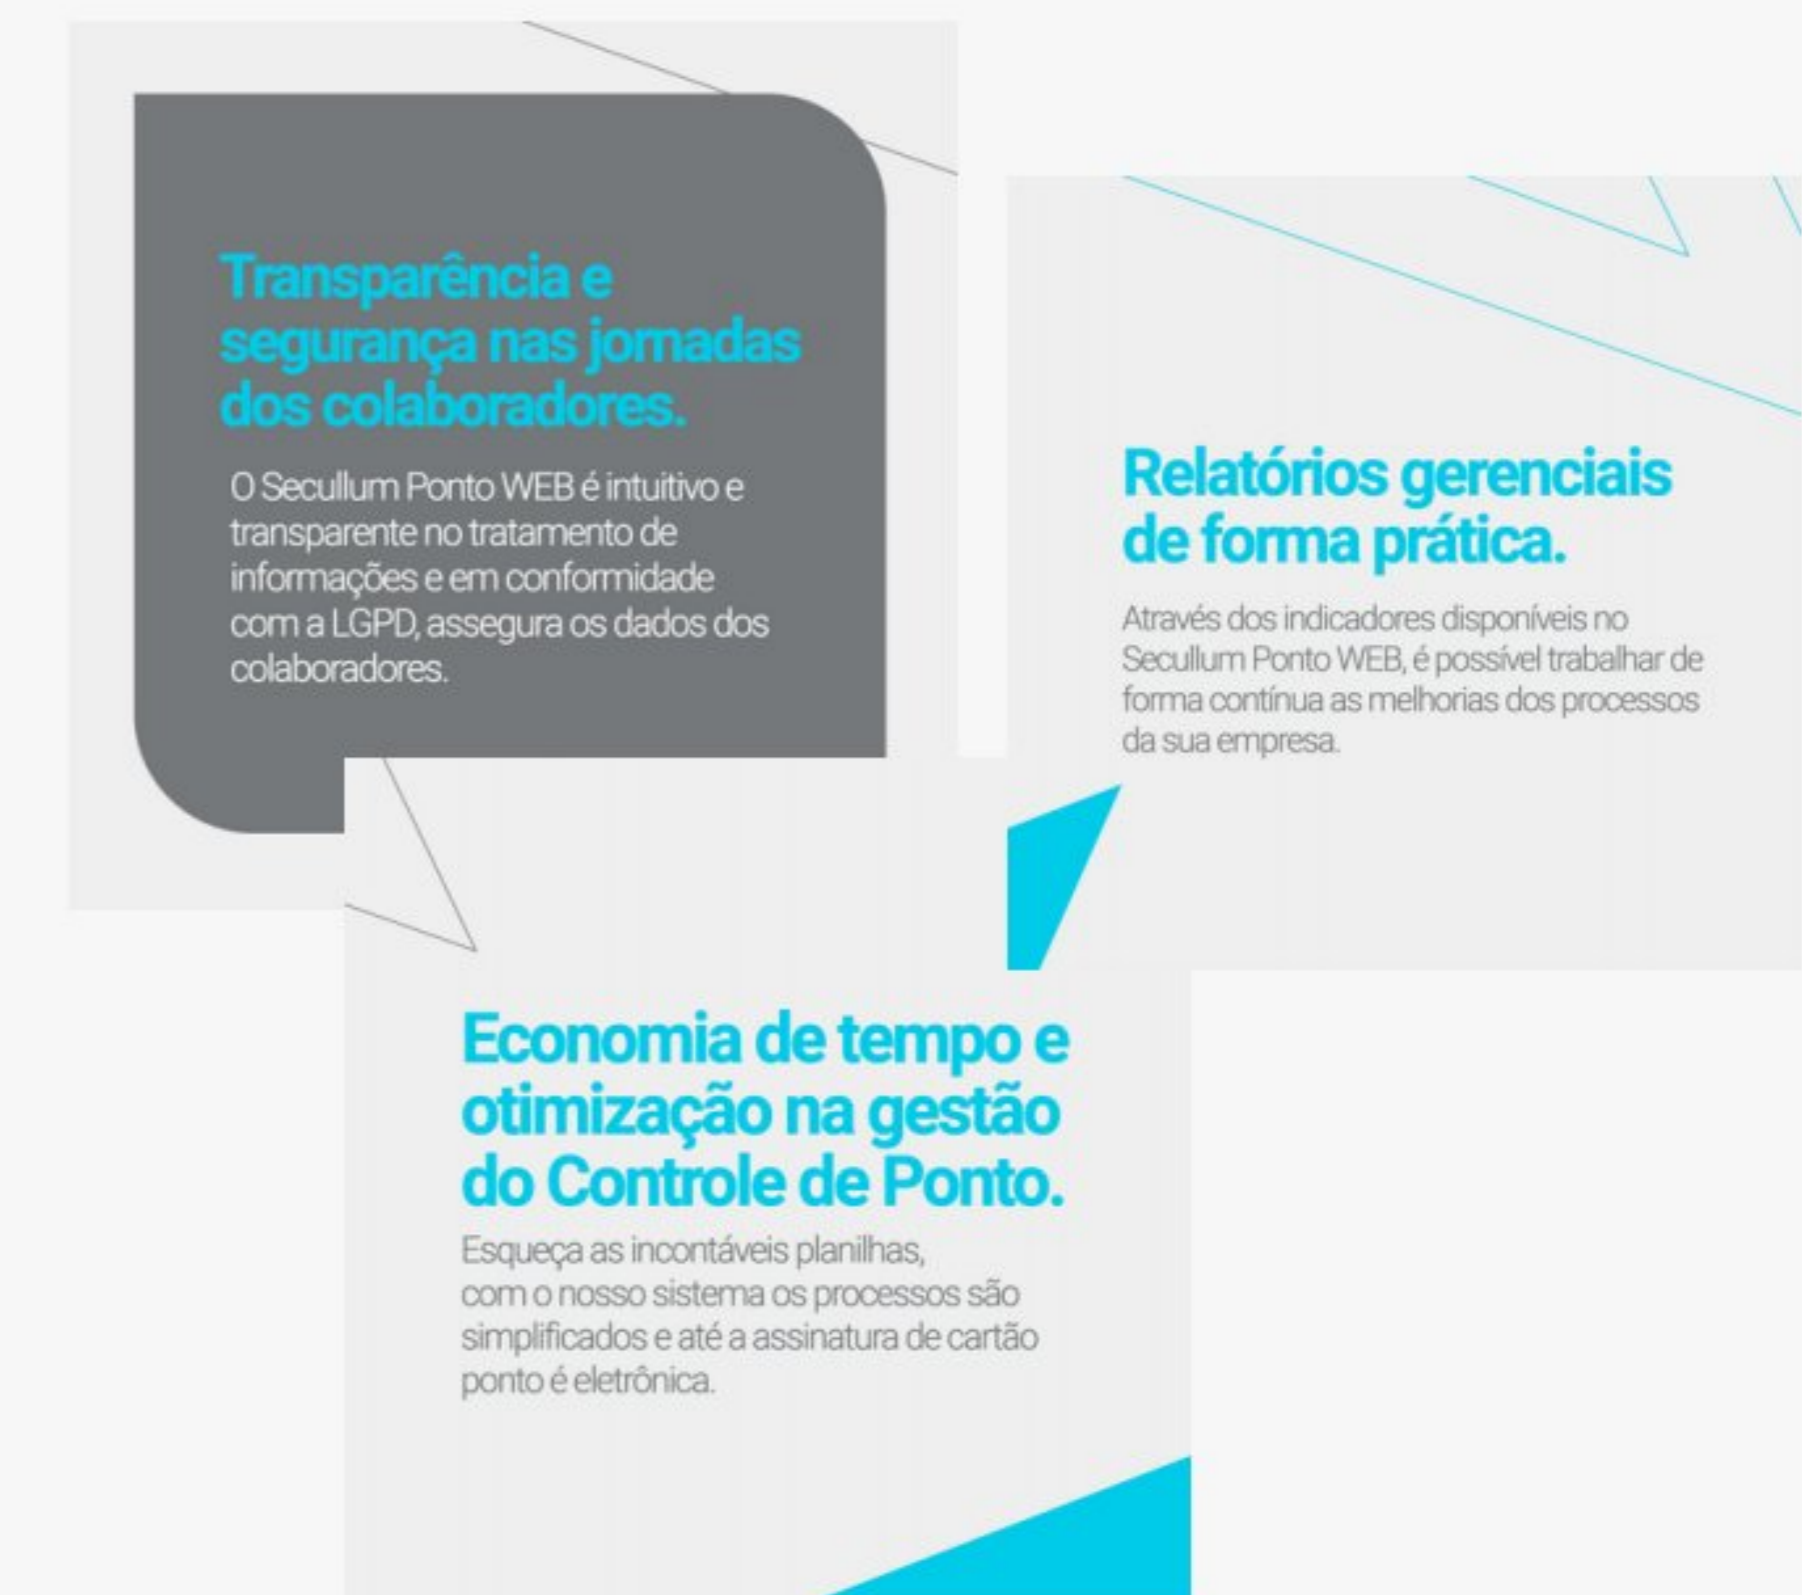 Transparência e
segurança nas jornadas
dos colaboradores.
O Secullum Ponto WEB é intuitivo e
transparente no tratamento de
informações e em conformidade
com a LGPD, assegura os dados dos
colaboradores.
Relatórios gerenciais
de forma prática.
Através dos indicadores disponíveis no
Secullum Ponto WEB, é possível trabalhar de
forma contínua as melhorias dos processos
da sua empresa.
Economia de tempo e
otimização na gestão
do Controle de Ponto.
Esqueça as incontáveis planilhas,
com o nosso sistema os processos são
simplificados e até a assinatura de cartão
ponto é eletrônica.